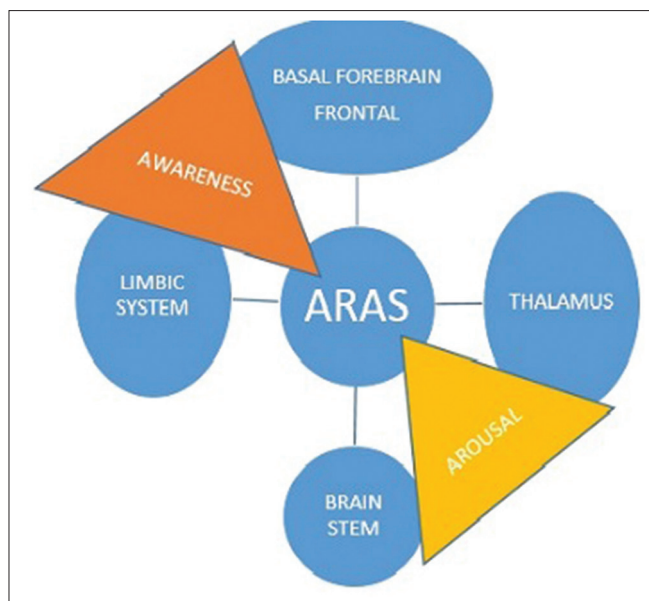 BASAL FOREBRAIN
FRONTAL
AWARENESS
LIMBIC
SYSTEM
ARAS
THALAMUS
AROUSAL
BRAIN
STEM